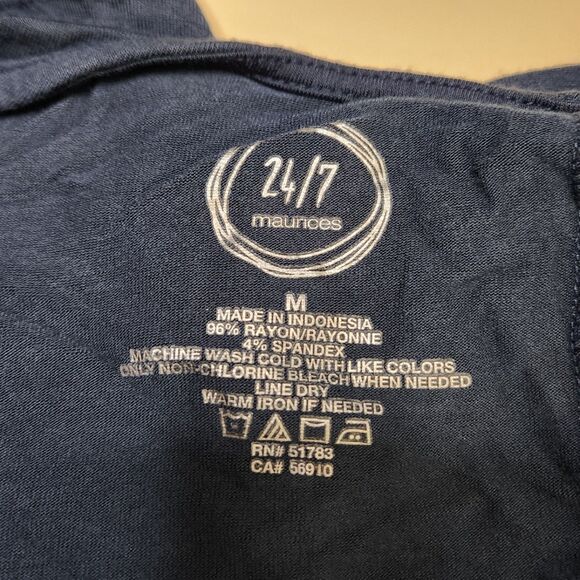 24/7
maurices
M
MADE IN INDONESIA
96% RAYON/RAYONNE
4% SPANDEX
MACHINE WASH COLD WITH LIKE COLORS
ONLY NON-CHLORINE BLEACH WHEN NEEDED
LINE DRY
WARM IRON IF NEEDED
RN# 51783
CA# 56910